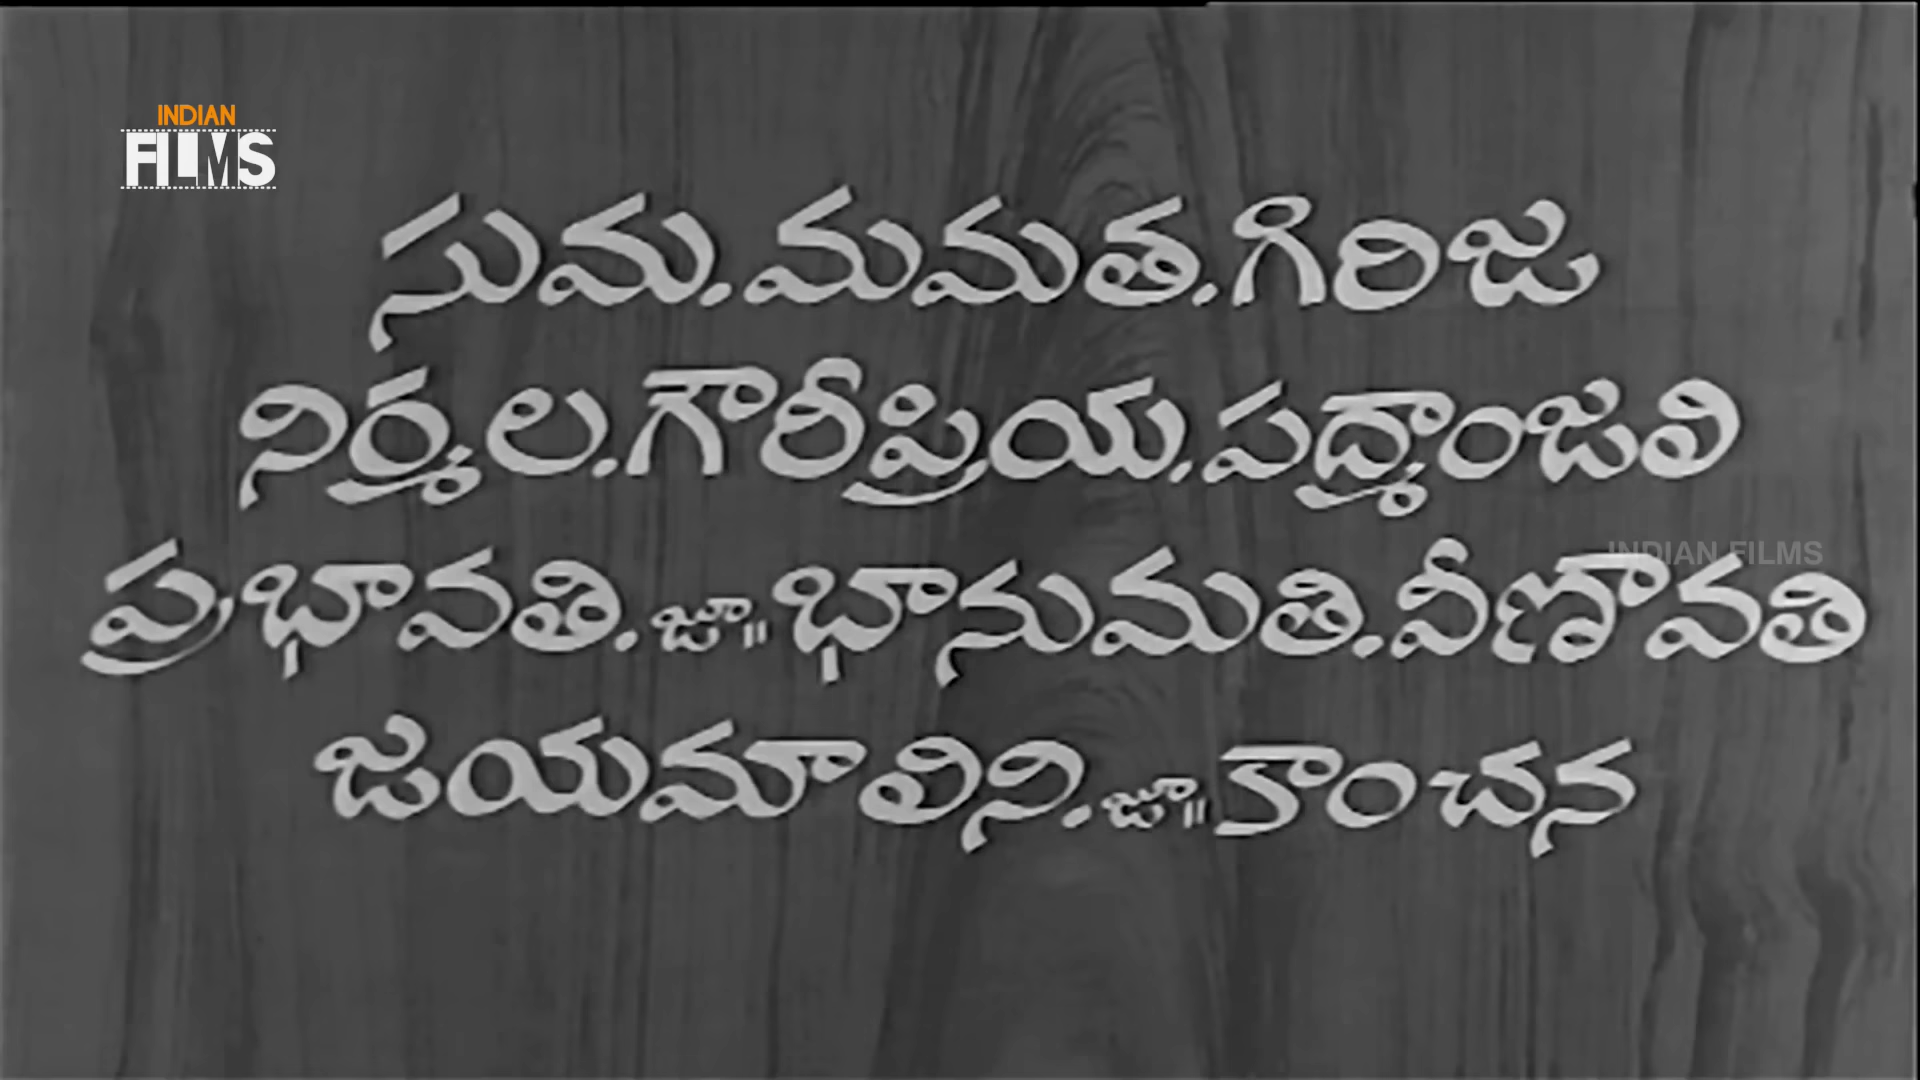 INDIAN
FILMS
సుమ.మమత.గిరిజ
నిర్మల.గౌరీప్రియ.పద్మాంజలి
ప్రభావతి.జూ॥భానుమతి.వీణావతి
INDIAN FILMS
జయమాలిని.జూ॥కాంచన